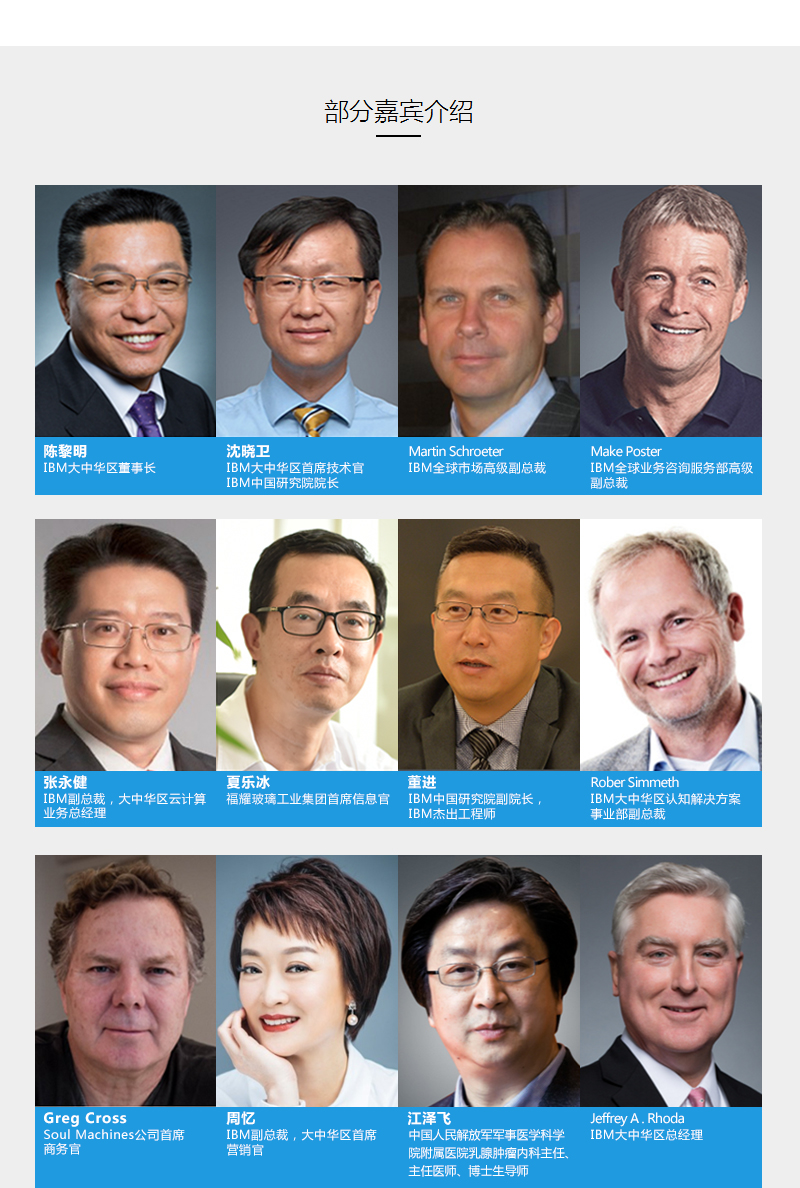 部分嘉宾介绍
陈黎明
IBM大中华区董事长
沈晓卫
IBM大中华区首席技术官
IBM中国研究院院长
Martin Schroeter
IBM全球市场高级副总裁
Make Poster
IBM全球业务咨询服务部高级
副总裁
张永健
IBM副总裁，大中华区云计算
业务总经理
夏乐冰
福耀玻璃工业集团首席信息官
董进
IBM中国研究院副院长，
IBM杰出工程师
Rober Simmeth
IBM大中华区认知解决方案
事业部副总裁
Greg Cross
Soul Machines公司首席
商务官
周忆
IBM副总裁，大中华区首席
营销官
江泽飞
中国人民解放军军事医学科学
院附属医院乳腺肿瘤内科主任、
主任医师、博士生导师
Jeffrey A . Rhoda
IBM大中华区总经理